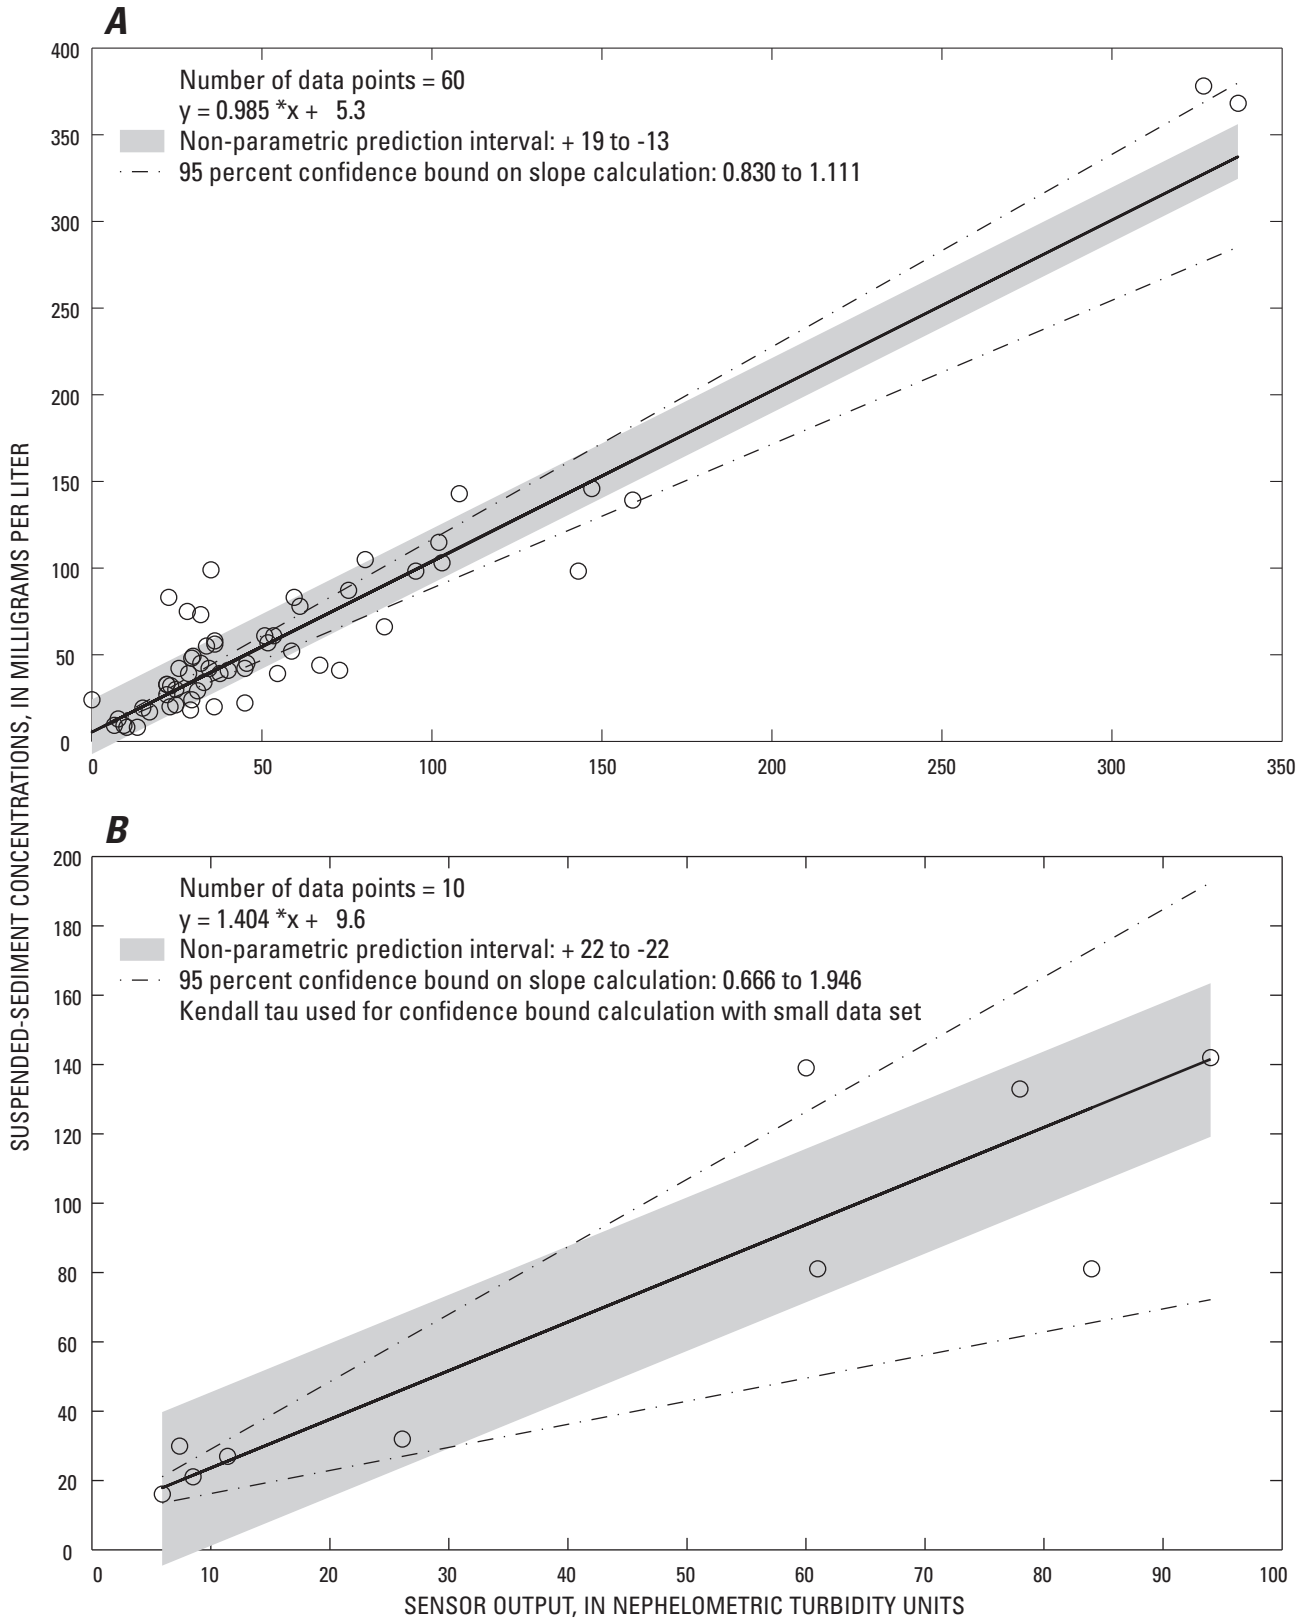 A
400
350
300
250
200
150
100
50
0
Number of data points = 60
y = 0.985 *x + 5.3
Non-parametric prediction interval: + 19 to -13
95 percent confidence bound on slope calculation: 0.830 to 1.111
0 50 100 150 200 250 300 350
SUSPENDED-SEDIMENT CONCENTRATIONS, IN MILLIGRAMS PER LITER
B
200
180
160
140
120
100
80
60
40
20
0
Number of data points = 10
y = 1.404 *x + 9.6
Non-parametric prediction interval: + 22 to -22
95 percent confidence bound on slope calculation: 0.666 to 1.946
Kendall tau used for confidence bound calculation with small data set
0 10 20 30 40 50 60 70 80 90 100
SENSOR OUTPUT, IN NEPHELOMETRIC TURBIDITY UNITS